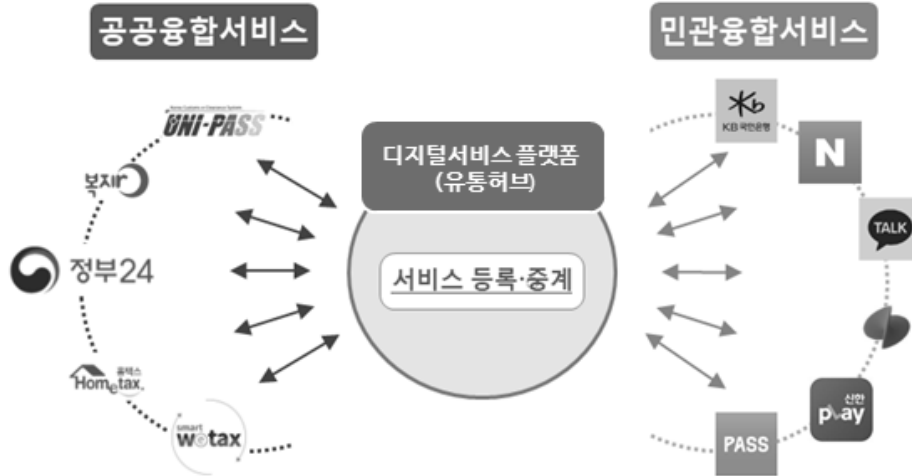 공공융합서비스
민관융합서비스
UNI-PASS
복지로
정부24
홈택스
Hometax.
smart
wetax
디지털서비스 플랫폼
(유통허브)
서비스 등록·중계
KB국민은행
N
TALK
신한
play
PASS